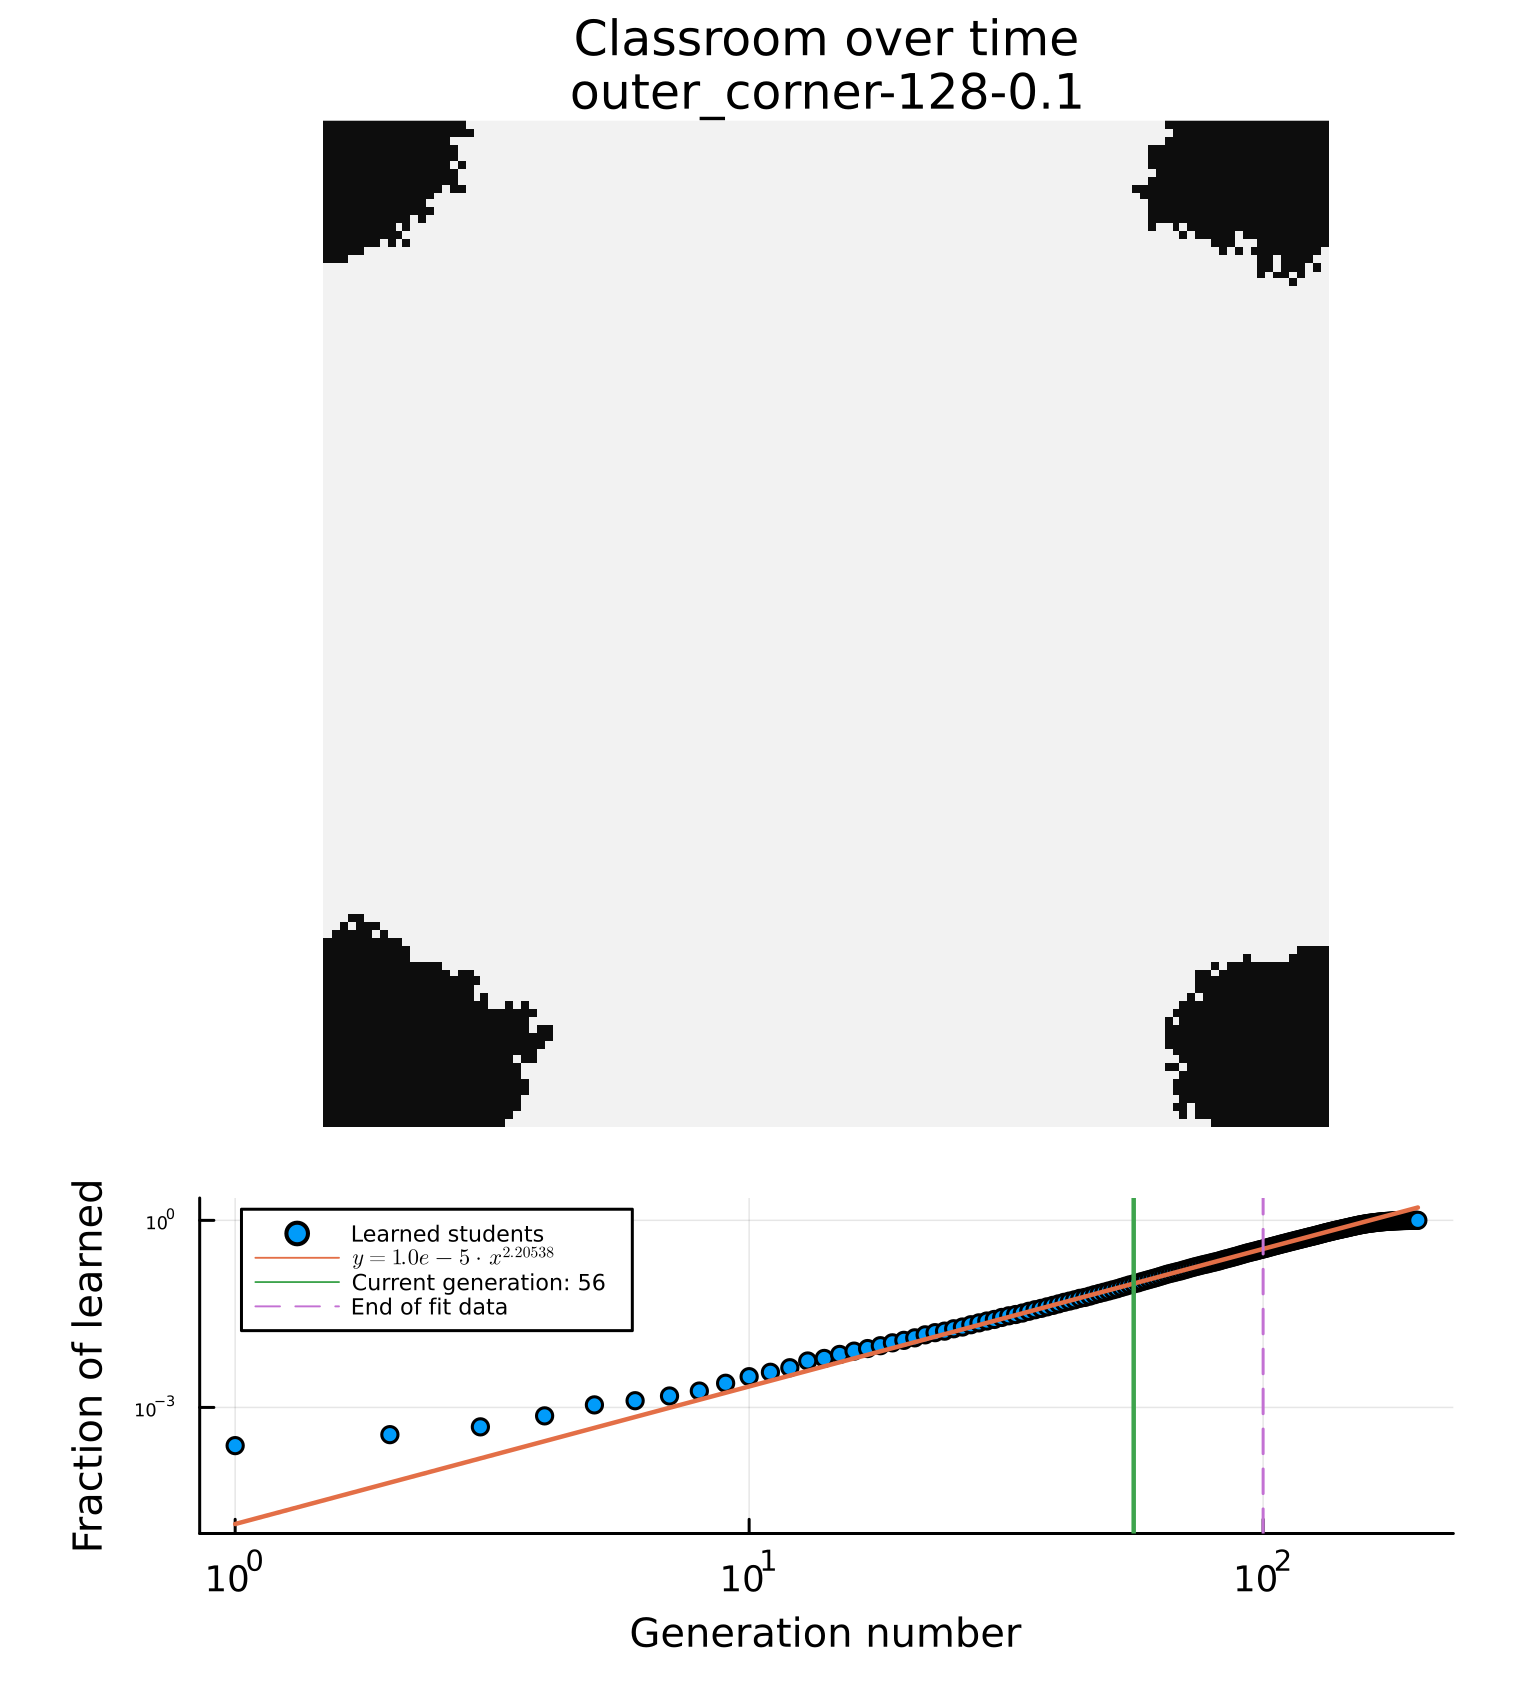 Classroom over time
outer_corner-128-0.1
Fraction of learned
10^0
10^-3
Learned students
y = 1.0e − 5 · x^2.20538
Current generation: 56
End of fit data
10^0
10^1
10^2
Generation number